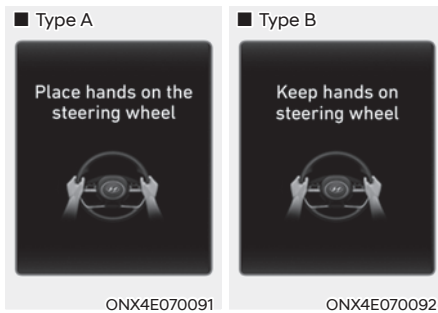 ■ Type A
Place hands on the
steering wheel
ONX4E070091
■ Type B
Keep hands on
steering wheel
ONX4E070092